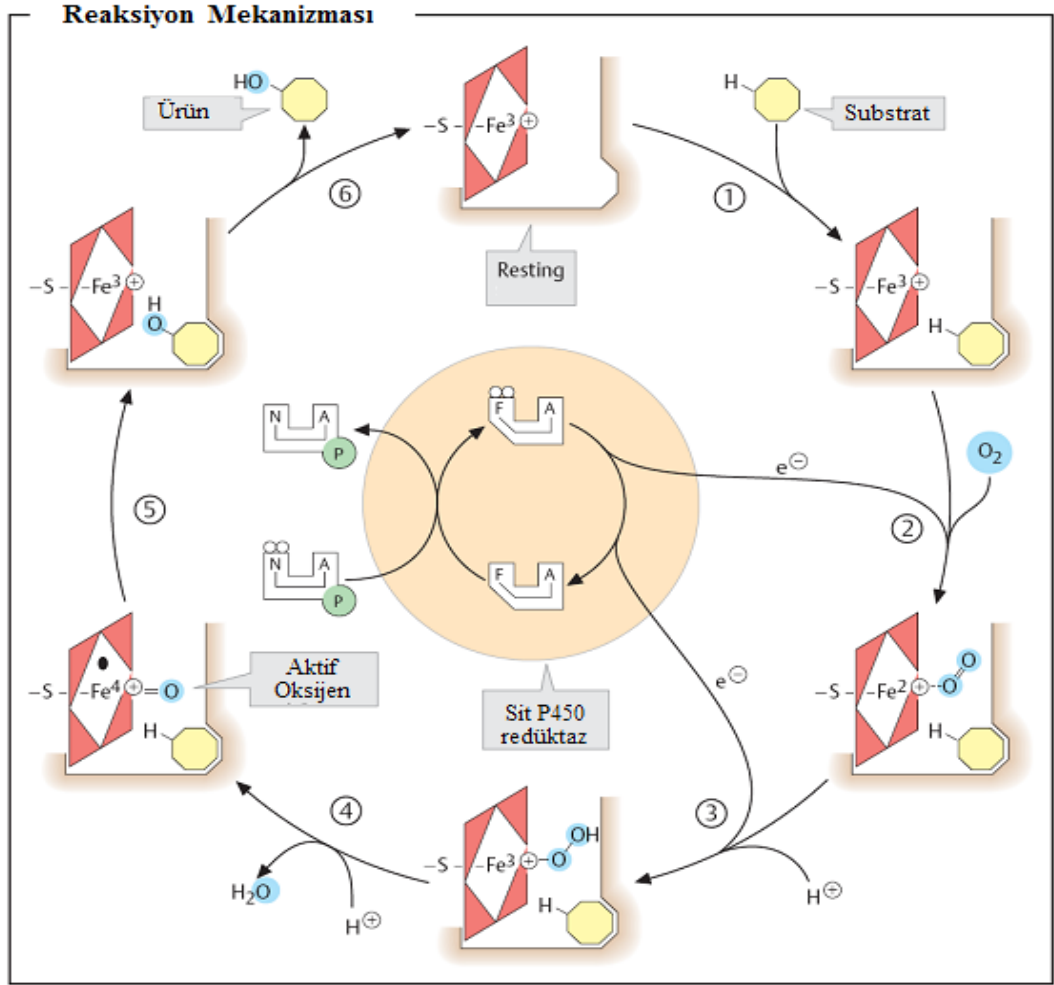 Reaksiyon Mekanizması
HO
Ürün
–S – –Fe³ +
H
Substrat
⑥
①
Resting
–S – –Fe³ +
H
O
–S – –Fe³ +
H
N A
P
F A
e⊖
O₂
⑤
②
N A
P
F A
–S – –Fe⁴ + = O
H
Aktif
Oksijen
e⊖
Sit P450
redüktaz
–S – –Fe² + – O = O
H
④
③
–S – –Fe³ + – O – OH
H
H₂O
H⊕
H⊕